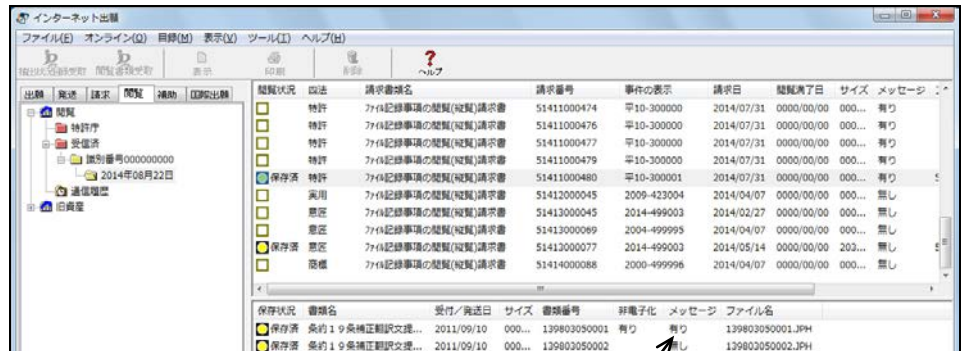 インターネット出願
ファイル(F) オンライン(O) 目録(M) 表示(V) ツール(T) ヘルプ(H)
閲覧書類受取 表示 印刷 削除 ヘルプ
出願 発送 請求 閲覧 補助 国際出願
閲覧
特許庁
受信済
識別番号000000000
2014年08月22日
通信履歴
旧資産
閲覧状況 四法 請求書類名 請求番号 事件の表示 請求日 閲覧満了日 サイズ メッセージ
特許 ファイル記録事項の閲覧(縦覧)請求書 51411000474 平10-300000 2014/07/31 0000/00/00 000... 有り
特許 ファイル記録事項の閲覧(縦覧)請求書 51411000476 平10-300000 2014/07/31 0000/00/00 000... 有り
特許 ファイル記録事項の閲覧(縦覧)請求書 51411000477 平10-300000 2014/07/31 0000/00/00 000... 有り
特許 ファイル記録事項の閲覧(縦覧)請求書 51411000479 平10-300000 2014/07/31 0000/00/00 000... 有り
保存済 特許 ファイル記録事項の閲覧(縦覧)請求書 51411000480 平10-300001 2014/07/31 0000/00/00 000... 有り
実用 ファイル記録事項の閲覧(縦覧)請求書 51412000045 2009-423004 2014/04/07 0000/00/00 000... 無し
意匠 ファイル記録事項の閲覧(縦覧)請求書 51413000045 2014-499003 2014/02/27 0000/00/00 000... 無し
意匠 ファイル記録事項の閲覧(縦覧)請求書 51413000069 2004-499995 2014/04/07 0000/00/00 000... 無し
保存済 意匠 ファイル記録事項の閲覧(縦覧)請求書 51413000077 2014-499003 2014/05/14 0000/00/00 203... 無し
商標 ファイル記録事項の閲覧(縦覧)請求書 51414000088 2000-499996 2014/04/07 0000/00/00 000... 無し
保存状況 書類名 受付/発送日 サイズ 書類番号 非電子化 メッセージ ファイル名
保存済 条約19条補正翻訳文提... 2011/09/10 000... 139803050001 有り 有り 139803050001.JPH
保存済 条約19条補正翻訳文提... 2011/09/10 000... 139803050002 無し 139803050002.JPH